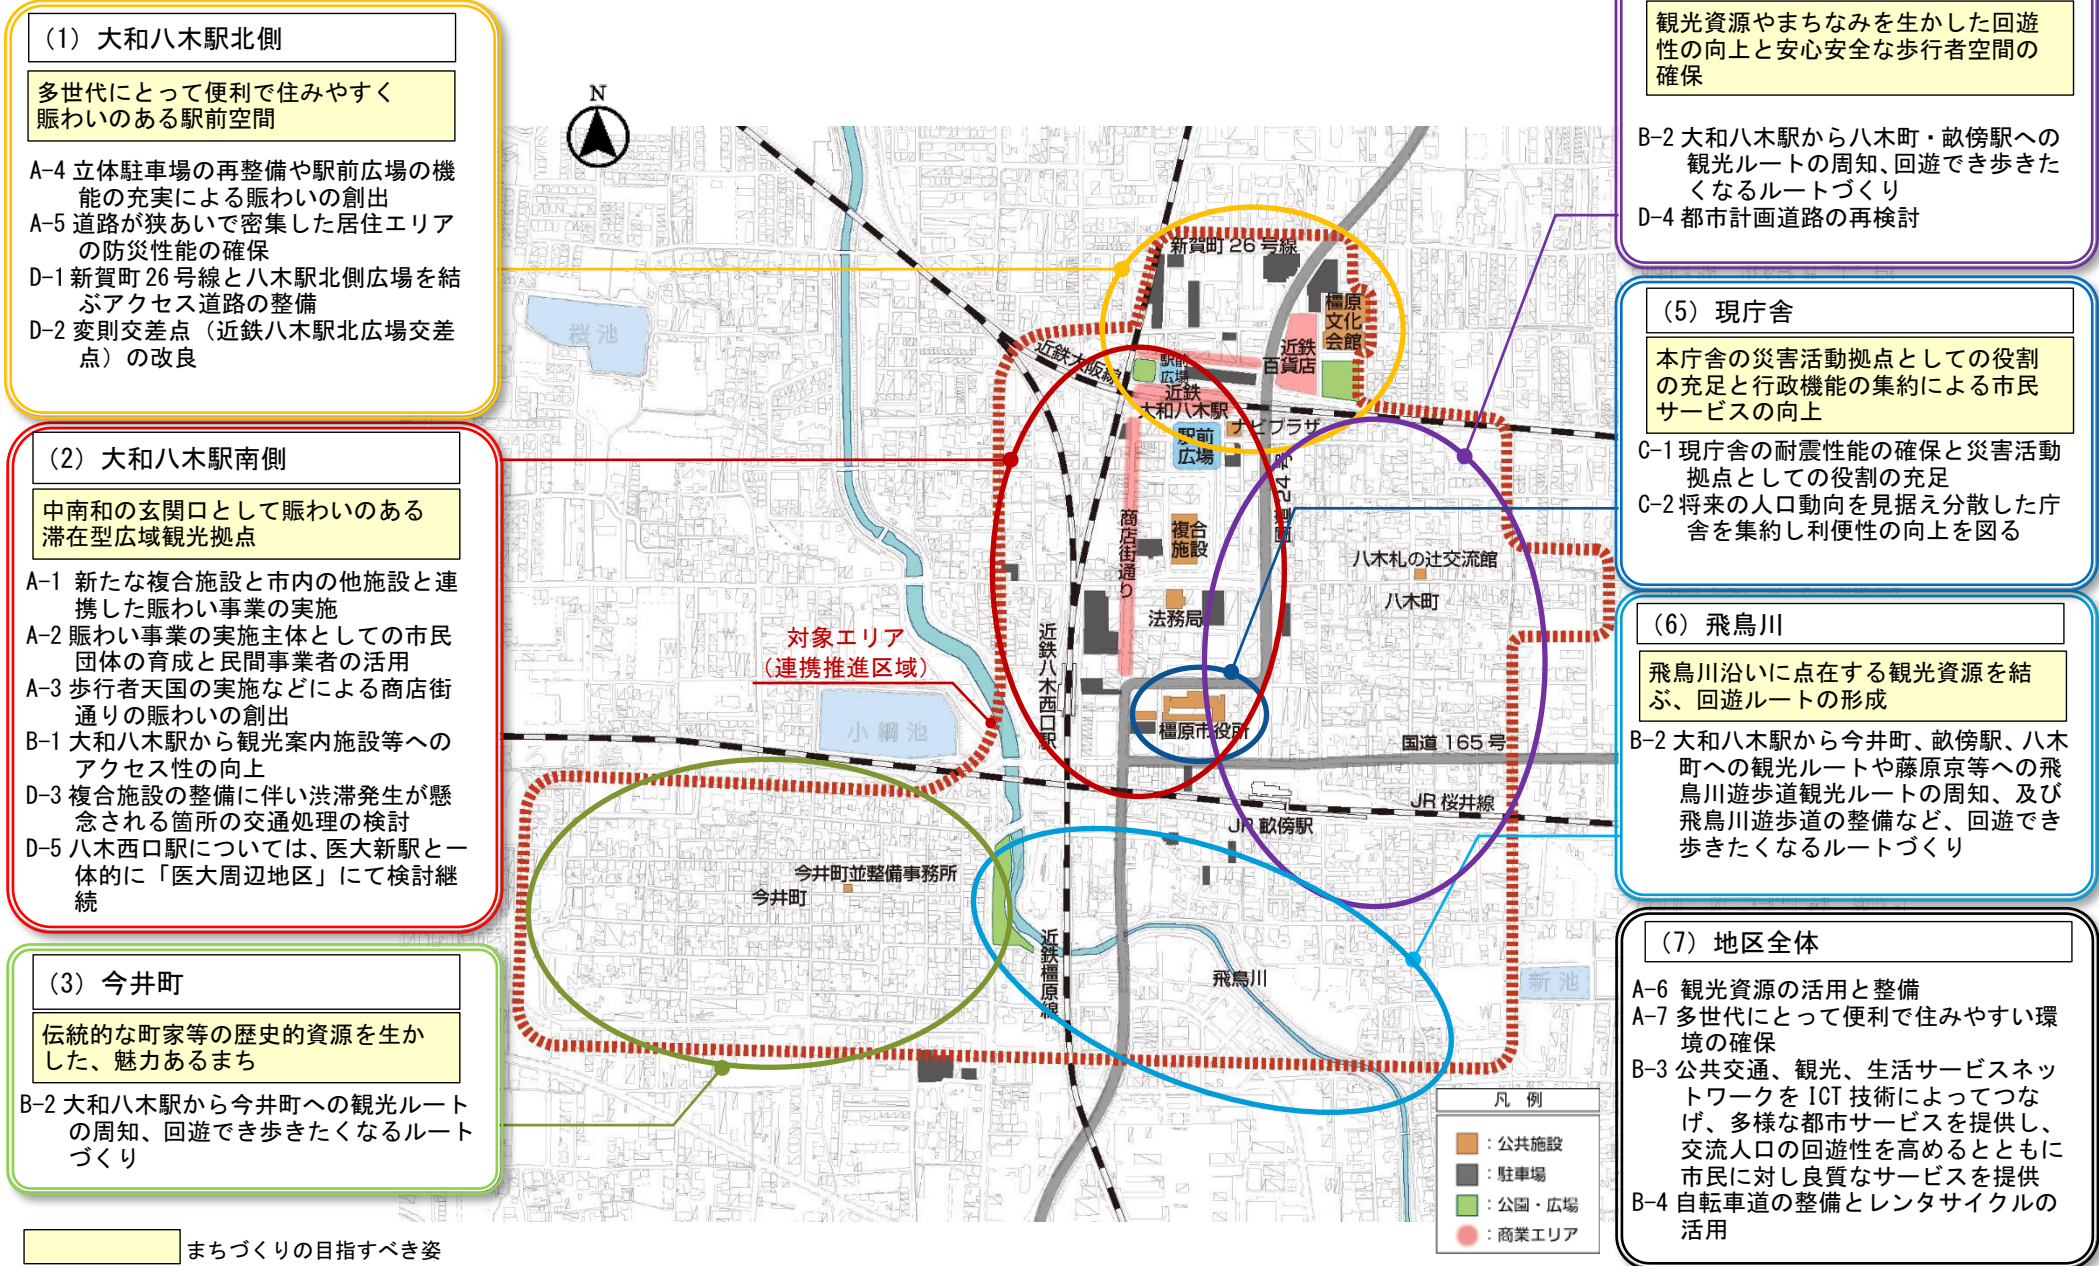 (1) 大和八木駅北側
多世代にとって便利で住みやすく
賑わいのある駅前空間
A-4 立体駐車場の再整備や駅前広場の機
能の充実による賑わいの創出
A-5 道路が狭あいで密集した居住エリア
の防災性能の確保
D-1 新賀町 26 号線と八木駅北側広場を結
ぶアクセス道路の整備
D-2 変則交差点（近鉄八木駅北広場交差
点）の改良
(2) 大和八木駅南側
中南和の玄関口として賑わいのある
滞在型広域観光拠点
A-1 新たな複合施設と市内の他施設と連
携した賑わい事業の実施
A-2 賑わい事業の実施主体としての市民
団体の育成と民間事業者の活用
A-3 歩行者天国の実施などによる商店街
通りの賑わいの創出
B-1 大和八木駅から観光案内施設等への
アクセス性の向上
D-3 複合施設の整備に伴い渋滞発生が懸
念される箇所の交通処理の検討
D-5 八木西口駅については、医大新駅と一
体的に「医大周辺地区」にて検討継
続
(3) 今井町
伝統的な町家等の歴史的資源を生か
した、魅力あるまち
B-2 大和八木駅から今井町への観光ルート
の周知、回遊でき歩きたくなるルート
づくり
まちづくりの目指すべき姿
N
新賀町 26 号線
橿原
文化
会館
近鉄
百貨店
駅前
広場
近鉄大阪線
近鉄
大和八木駅
ナビプラザ
駅前
広場
国道 24 号
商店街通り
複合
施設
八木札の辻交流館
八木町
法務局
桜池
対象エリア
（連携推進区域）
近鉄八木西口駅
小綱池
橿原市役所
国道 165 号
JR 桜井線
JR 畝傍駅
今井町並整備事務所
今井町
近鉄橿原線
飛鳥川
新池
凡 例
：公共施設
：駐車場
：公園・広場
：商業エリア
観光資源やまちなみを生かした回遊
性の向上と安心安全な歩行者空間の
確保
B-2 大和八木駅から八木町・畝傍駅への
観光ルートの周知、回遊でき歩きた
くなるルートづくり
D-4 都市計画道路の再検討
(5) 現庁舎
本庁舎の災害活動拠点としての役割
の充足と行政機能の集約による市民
サービスの向上
C-1 現庁舎の耐震性能の確保と災害活動
拠点としての役割の充足
C-2 将来の人口動向を見据え分散した庁
舎を集約し利便性の向上を図る
(6) 飛鳥川
飛鳥川沿いに点在する観光資源を結
ぶ、回遊ルートの形成
B-2 大和八木駅から今井町、畝傍駅、八木
町への観光ルートや藤原京等への飛
鳥川遊歩道観光ルートの周知、及び
飛鳥川遊歩道の整備など、回遊でき
歩きたくなるルートづくり
(7) 地区全体
A-6 観光資源の活用と整備
A-7 多世代にとって便利で住みやすい環
境の確保
B-3 公共交通、観光、生活サービスネッ
トワークを ICT 技術によってつな
げ、多様な都市サービスを提供し、
交流人口の回遊性を高めるとともに
市民に対し良質なサービスを提供
B-4 自転車道の整備とレンタサイクルの
活用